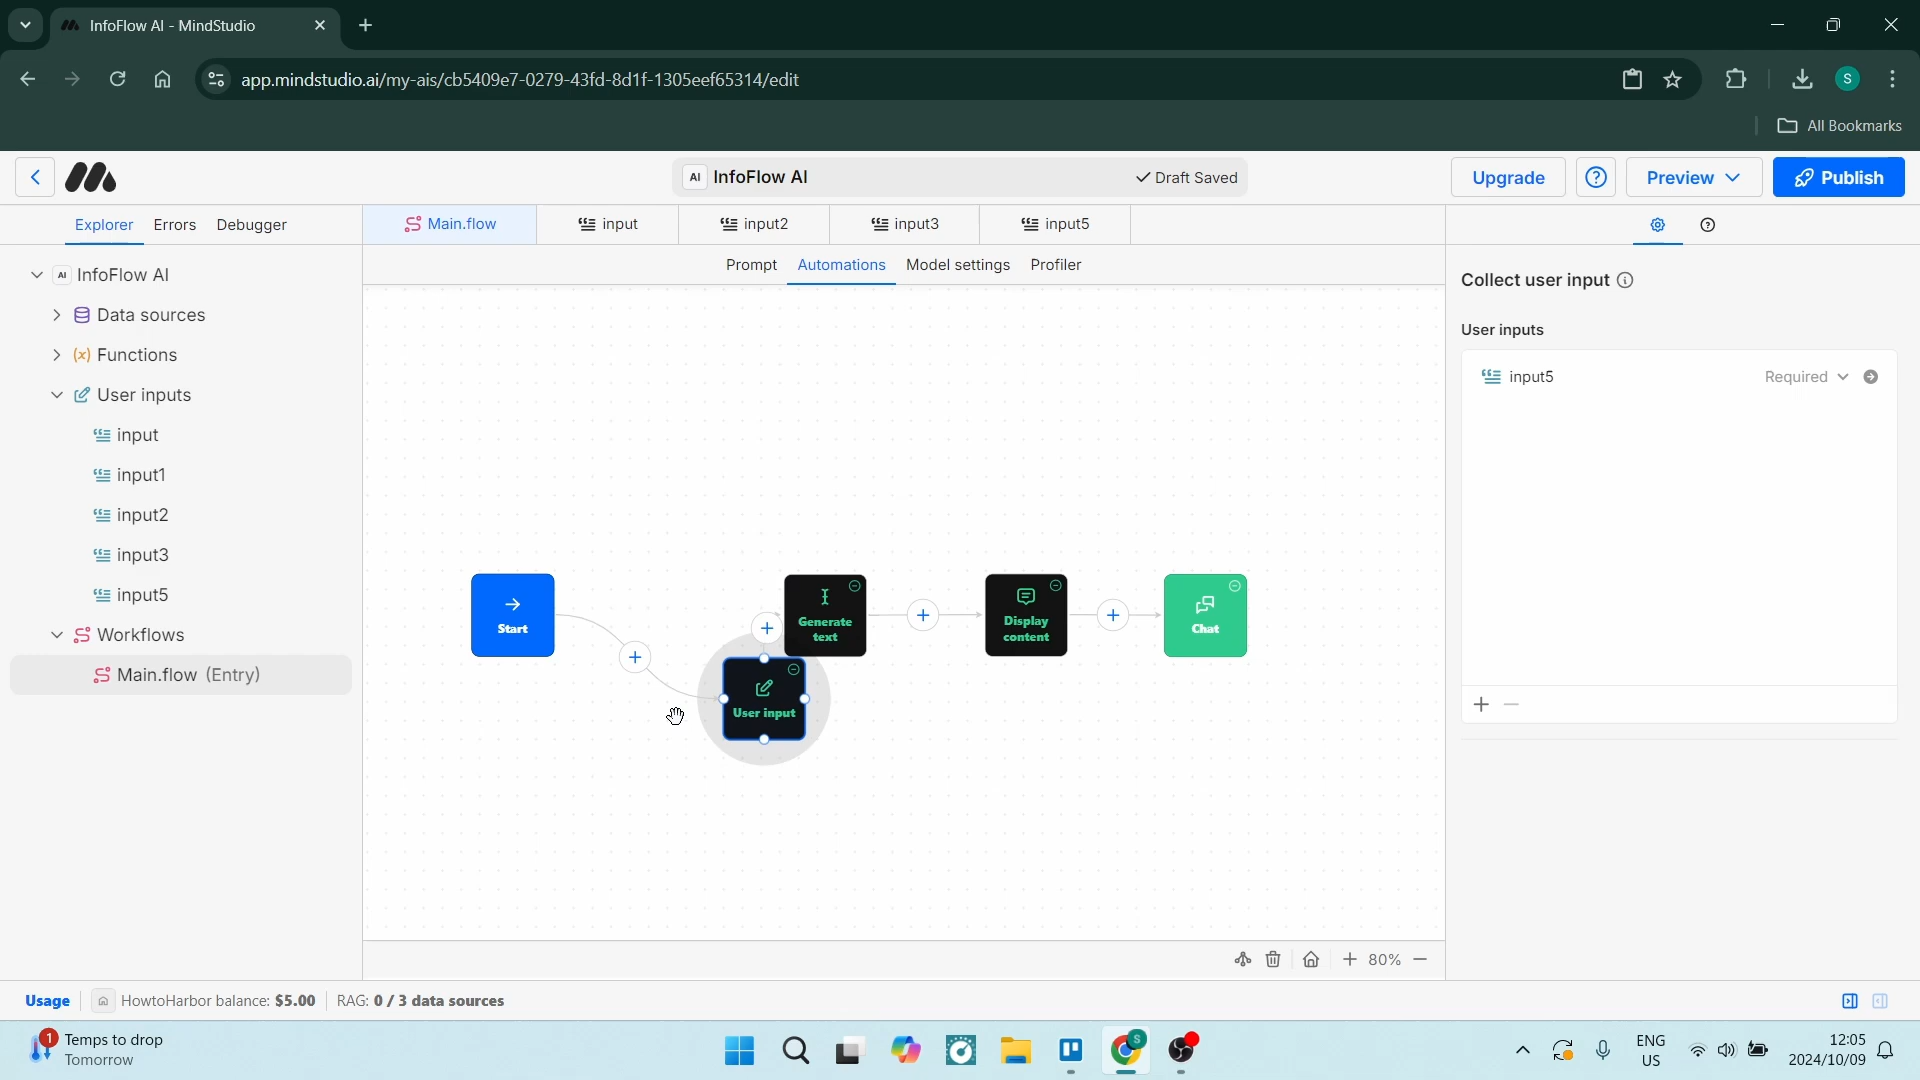 InfoFlow AI - MindStudio
app.mindstudio.ai/my-ais/cb5409e7-0279-43fd-8d1f-1305eef65314/edit
S
All Bookmarks
AI InfoFlow AI
Draft Saved
Upgrade
Preview
Publish
Explorer
Errors
Debugger
Main.flow
input
input2
input3
input5
Prompt
Automations
Model settings
Profiler
AI InfoFlow AI
Data sources
(x) Functions
User inputs
input
input1
input2
input3
input5
Workflows
Main.flow (Entry)
Start
Generate
text
User input
Display
content
Chat
80%
Collect user input
User inputs
input5
Required
Usage
HowtoHarbor balance: $5.00
RAG: 0 / 3 data sources
1
Temps to drop
Tomorrow
S
ENG
US
12:05
2024/10/09